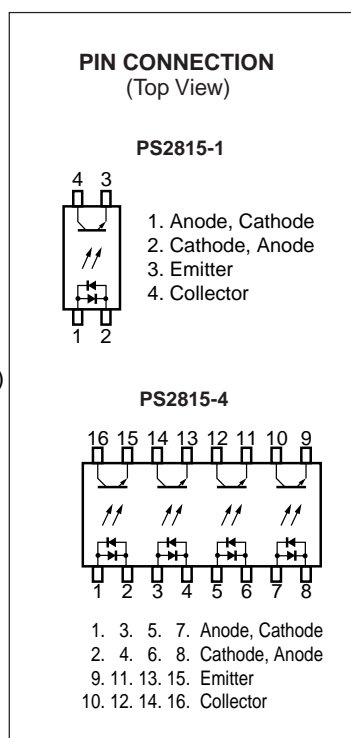 PIN CONNECTION
(Top View)
PS2815-1
4 3
1. Anode, Cathode
2. Cathode, Anode
3. Emitter
4. Collector
1 2
)
PS2815-4
16 15 14 13 12 11 10 9
1 2 3 4 5 6 7 8
1. 3. 5. 7. Anode, Cathode
2. 4. 6. 8. Cathode, Anode
9. 11. 13. 15. Emitter
10. 12. 14. 16. Collector